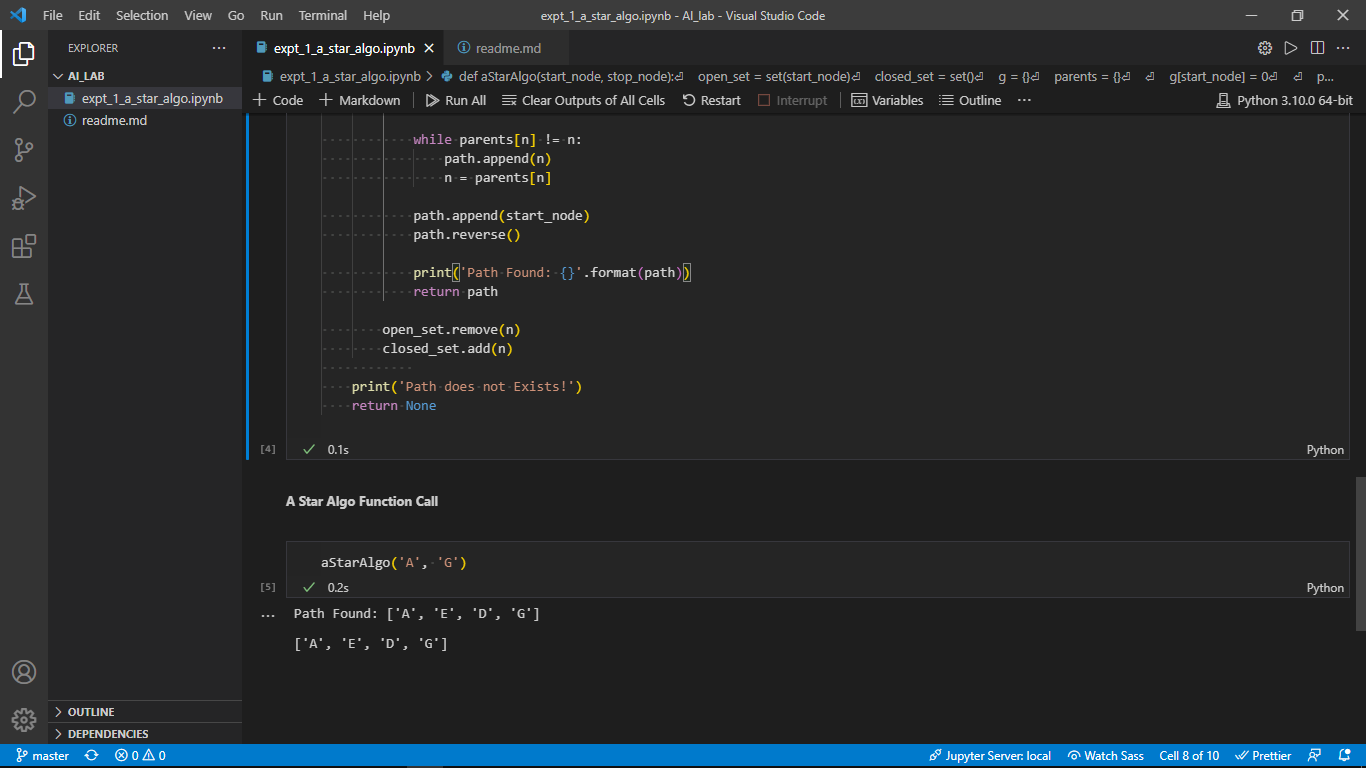 File Edit Selection View Go Run Terminal Help
expt_1_a_star_algo.ipynb - AI_lab - Visual Studio Code
EXPLORER
AI_LAB
expt_1_a_star_algo.ipynb
readme.md
OUTLINE
DEPENDENCIES
expt_1_a_star_algo.ipynb
readme.md
expt_1_a_star_algo.ipynb > def aStarAlgo(start_node, stop_node):⏎ open_set = set(start_node)⏎ closed_set = set()⏎ g = {}⏎ parents = {}⏎ ⏎ g[start_node] = 0⏎ ⏎ p...
+ Code + Markdown Run All Clear Outputs of All Cells Restart Interrupt Variables Outline ... Python 3.10.0 64-bit
while parents[n] != n:
path.append(n)
n = parents[n]
path.append(start_node)
path.reverse()
print('Path Found: {}'.format(path))
return path
open_set.remove(n)
closed_set.add(n)
print('Path does not Exists!')
return None
[4] 0.1s Python
A Star Algo Function Call
aStarAlgo('A', 'G')
[5] 0.2s Python
... Path Found: ['A', 'E', 'D', 'G']
['A', 'E', 'D', 'G']
master 0 0 Jupyter Server: local Watch Sass Cell 8 of 10 Prettier